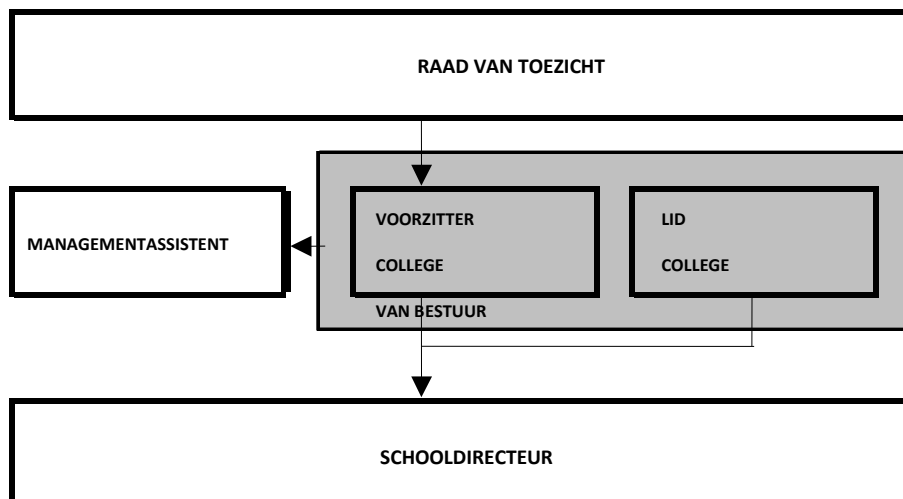 RAAD VAN TOEZICHT
MANAGEMENTASSISTENT
VOORZITTER
COLLEGE
VAN BESTUUR
LID
COLLEGE
SCHOOLDIRECTEUR